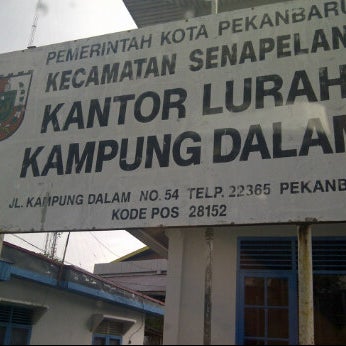 PEMERINTAH KOTA PEKANBARU
KECAMATAN SENAPELAN
KANTOR LURAH
KAMPUNG DALAM
JL. KAMPUNG DALAM NO. 54 TELP. 22365 PEKANB
KODE POS 28152